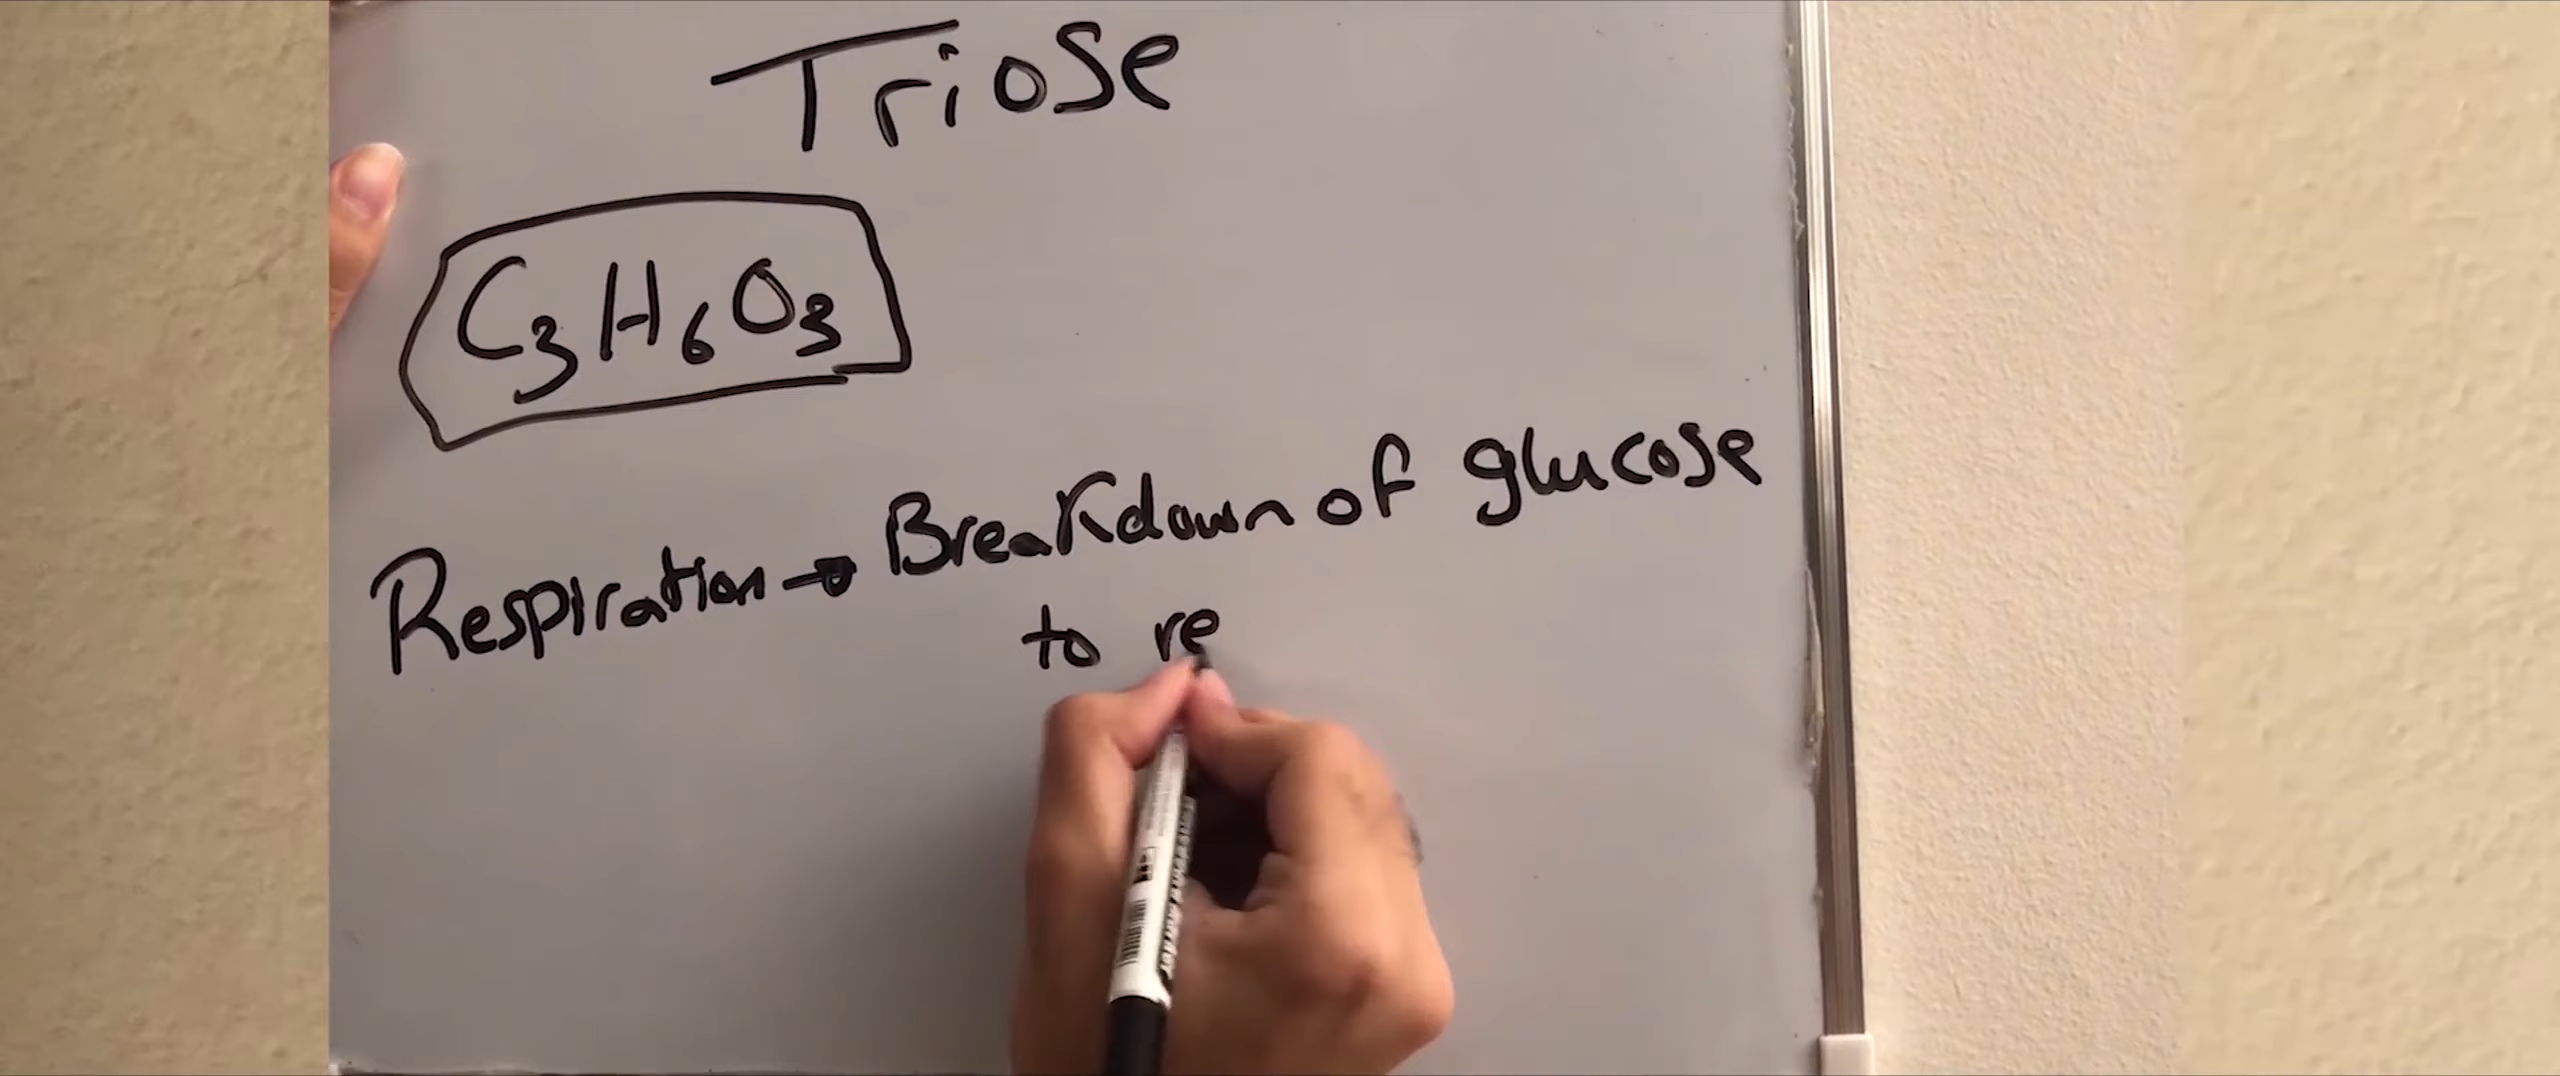 Triose
C₃H₆O₃
Respiration → Breakdown of glucose
to re